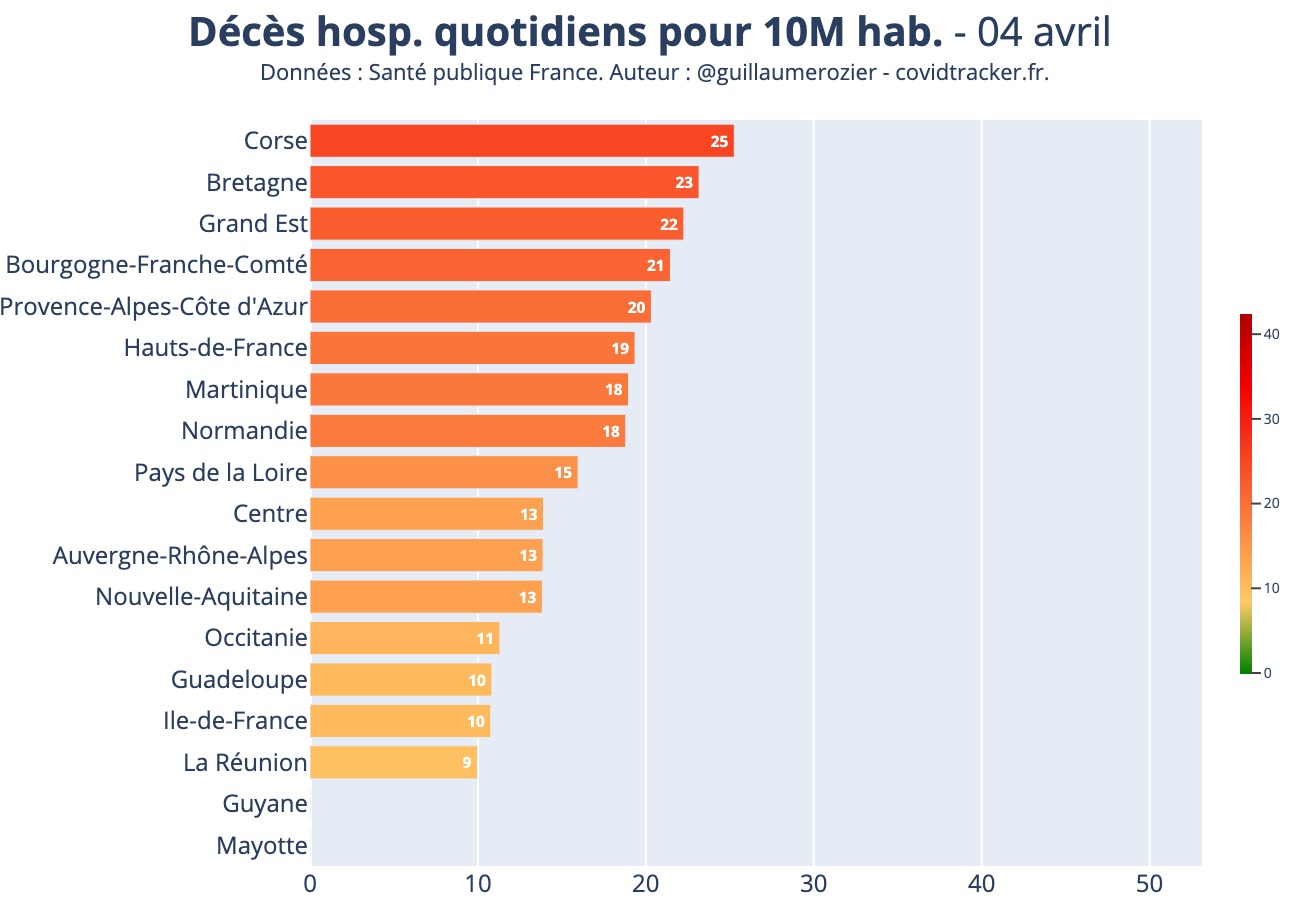 Décès hosp. quotidiens pour 10M hab. - 04 avril
Données : Santé publique France. Auteur : @guillaumerozier - covidtracker.fr.
Corse 25
Bretagne 23
Grand Est 22
Bourgogne-Franche-Comté 21
Provence-Alpes-Côte d'Azur 20
Hauts-de-France 19
Martinique 18
Normandie 18
Pays de la Loire 15
Centre 13
Auvergne-Rhône-Alpes 13
Nouvelle-Aquitaine 13
Occitanie 11
Guadeloupe 10
Ile-de-France 10
La Réunion 9
Guyane
Mayotte
0 10 20 30 40 50
40
30
20
10
0